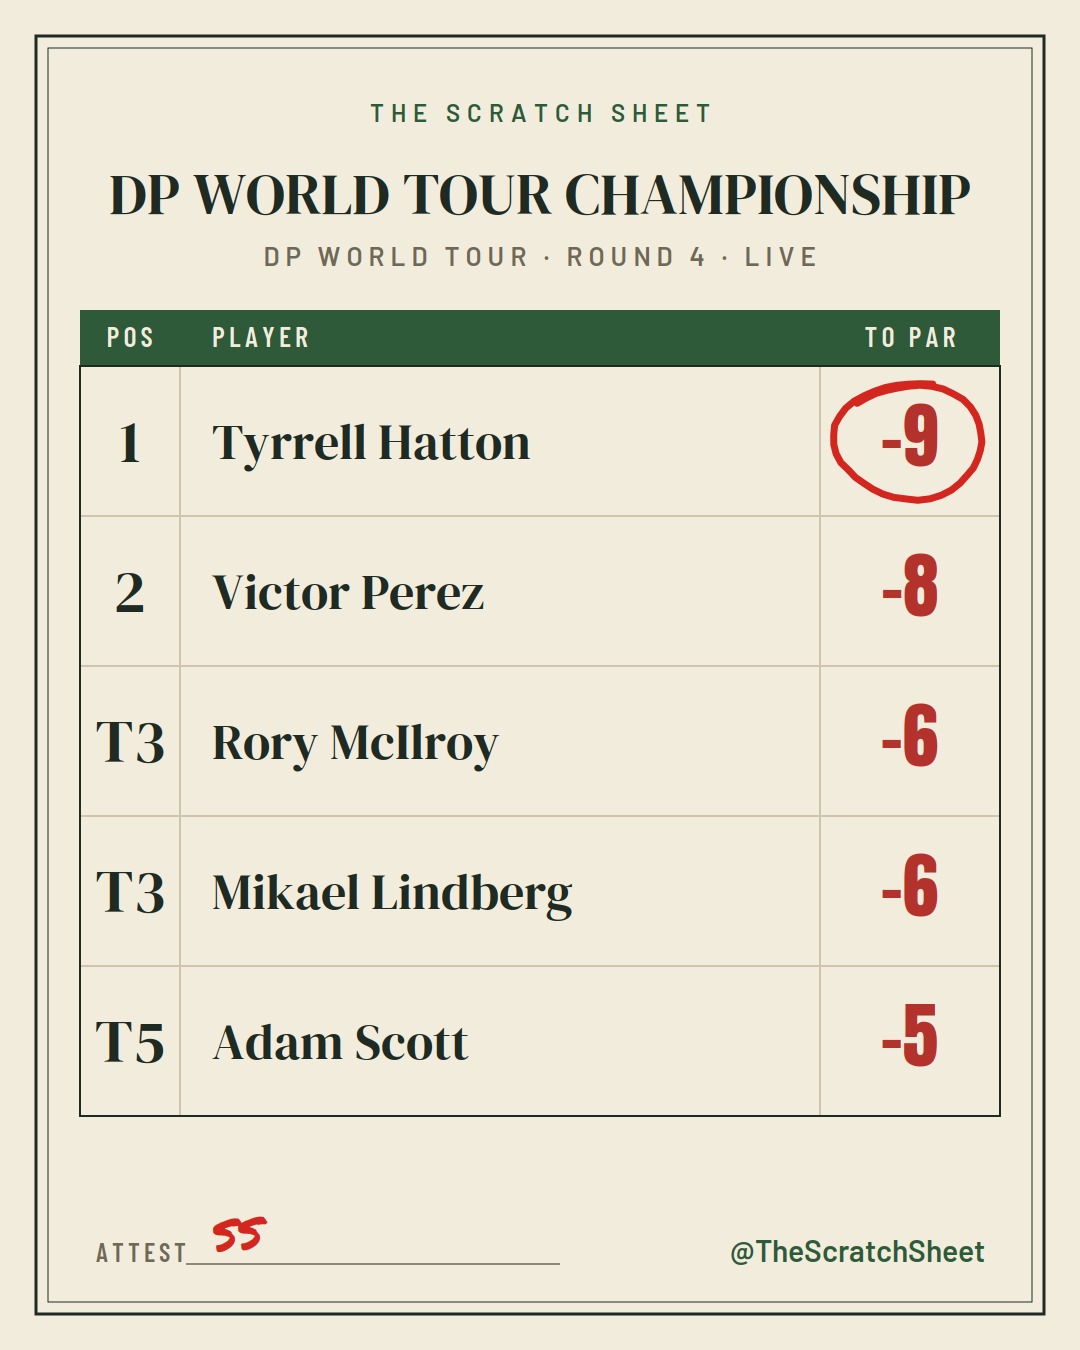 THE SCRATCH SHEET
DP WORLD TOUR CHAMPIONSHIP
DP WORLD TOUR · ROUND 4 · LIVE
POS PLAYER TO PAR
1 Tyrrell Hatton -9
2 Victor Perez -8
T3 Rory McIlroy -6
T3 Mikael Lindberg -6
T5 Adam Scott -5
ATTEST SS @TheScratchSheet